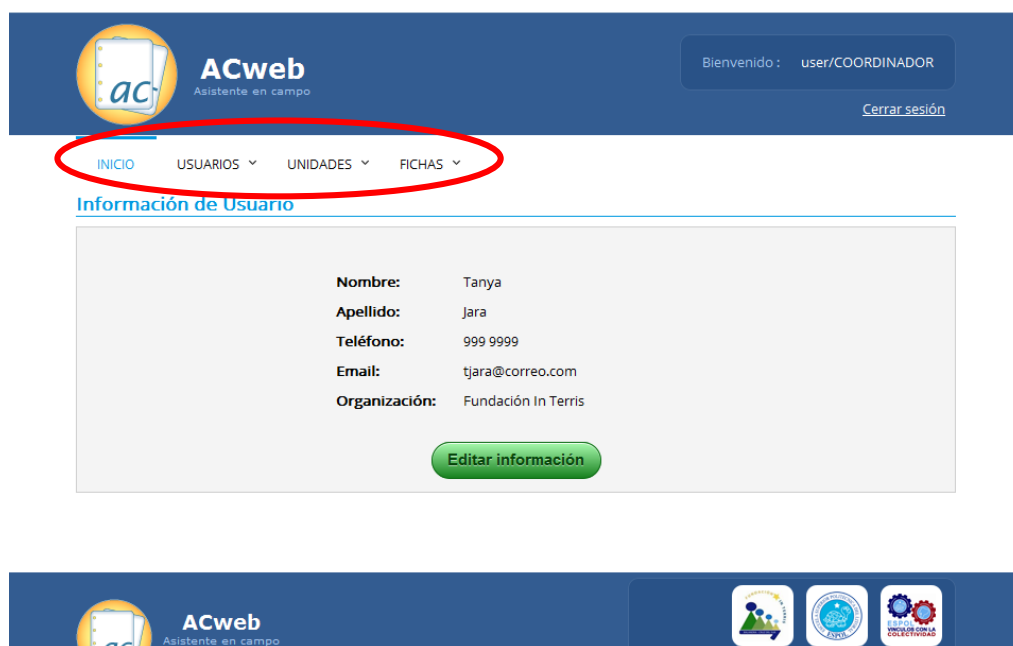 ac
ACweb
Asistente en campo
Bienvenido : user/COORDINADOR
Cerrar sesión
INICIO USUARIOS UNIDADES FICHAS
Información de Usuario
Nombre: Tanya
Apellido: Jara
Teléfono: 999 9999
Email: tjara@correo.com
Organización: Fundación In Terris
Editar información
ac
ACweb
Asistente en campo
ESPOL
ESPOL
VINCULOS CON LA
COLECTIVIDAD